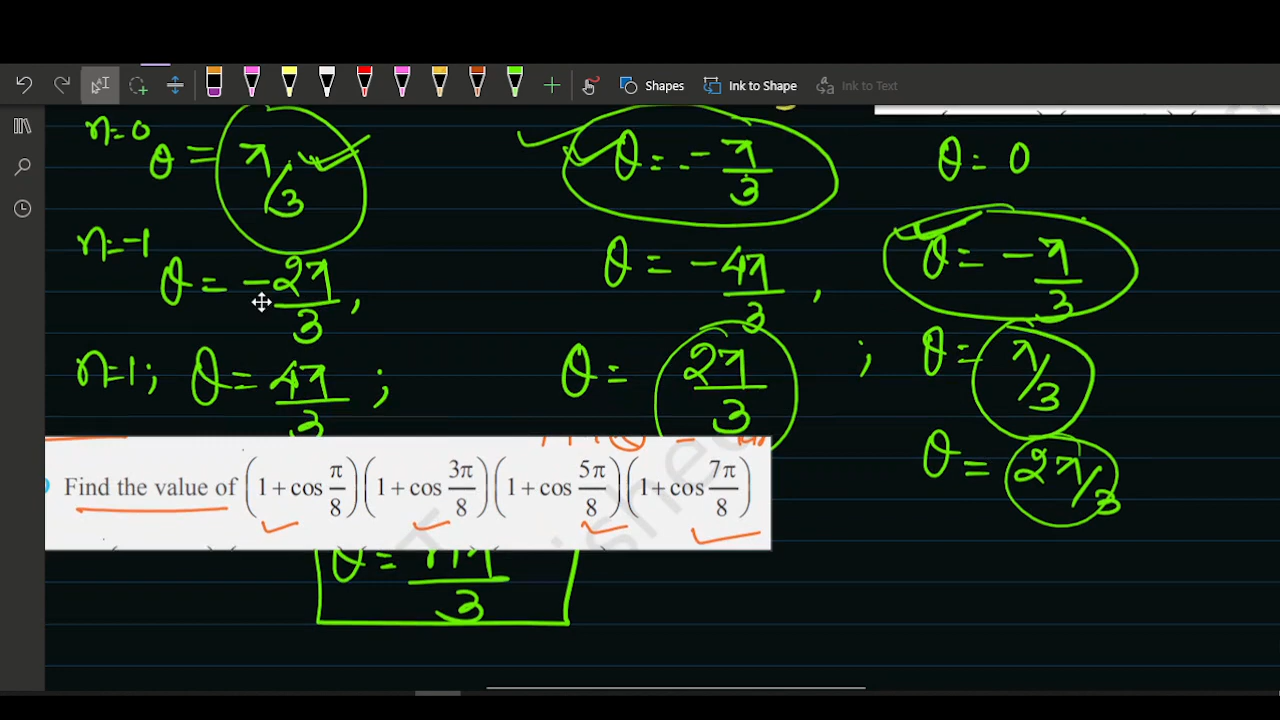 Shapes Ink to Shape Ink to Text
n=0 θ = π/3 ✓ ✓ θ = -π/3 θ = 0
n=-1 θ = -2π/3, θ = -4π/3, θ = -π/3
n=1; θ = 4π/3; θ = 2π/3; θ = π/3
θ = 2π/3
Find the value of (1 + cos π/8)(1 + cos 3π/8)(1 + cos 5π/8)(1 + cos 7π/8)
θ = nπ/3